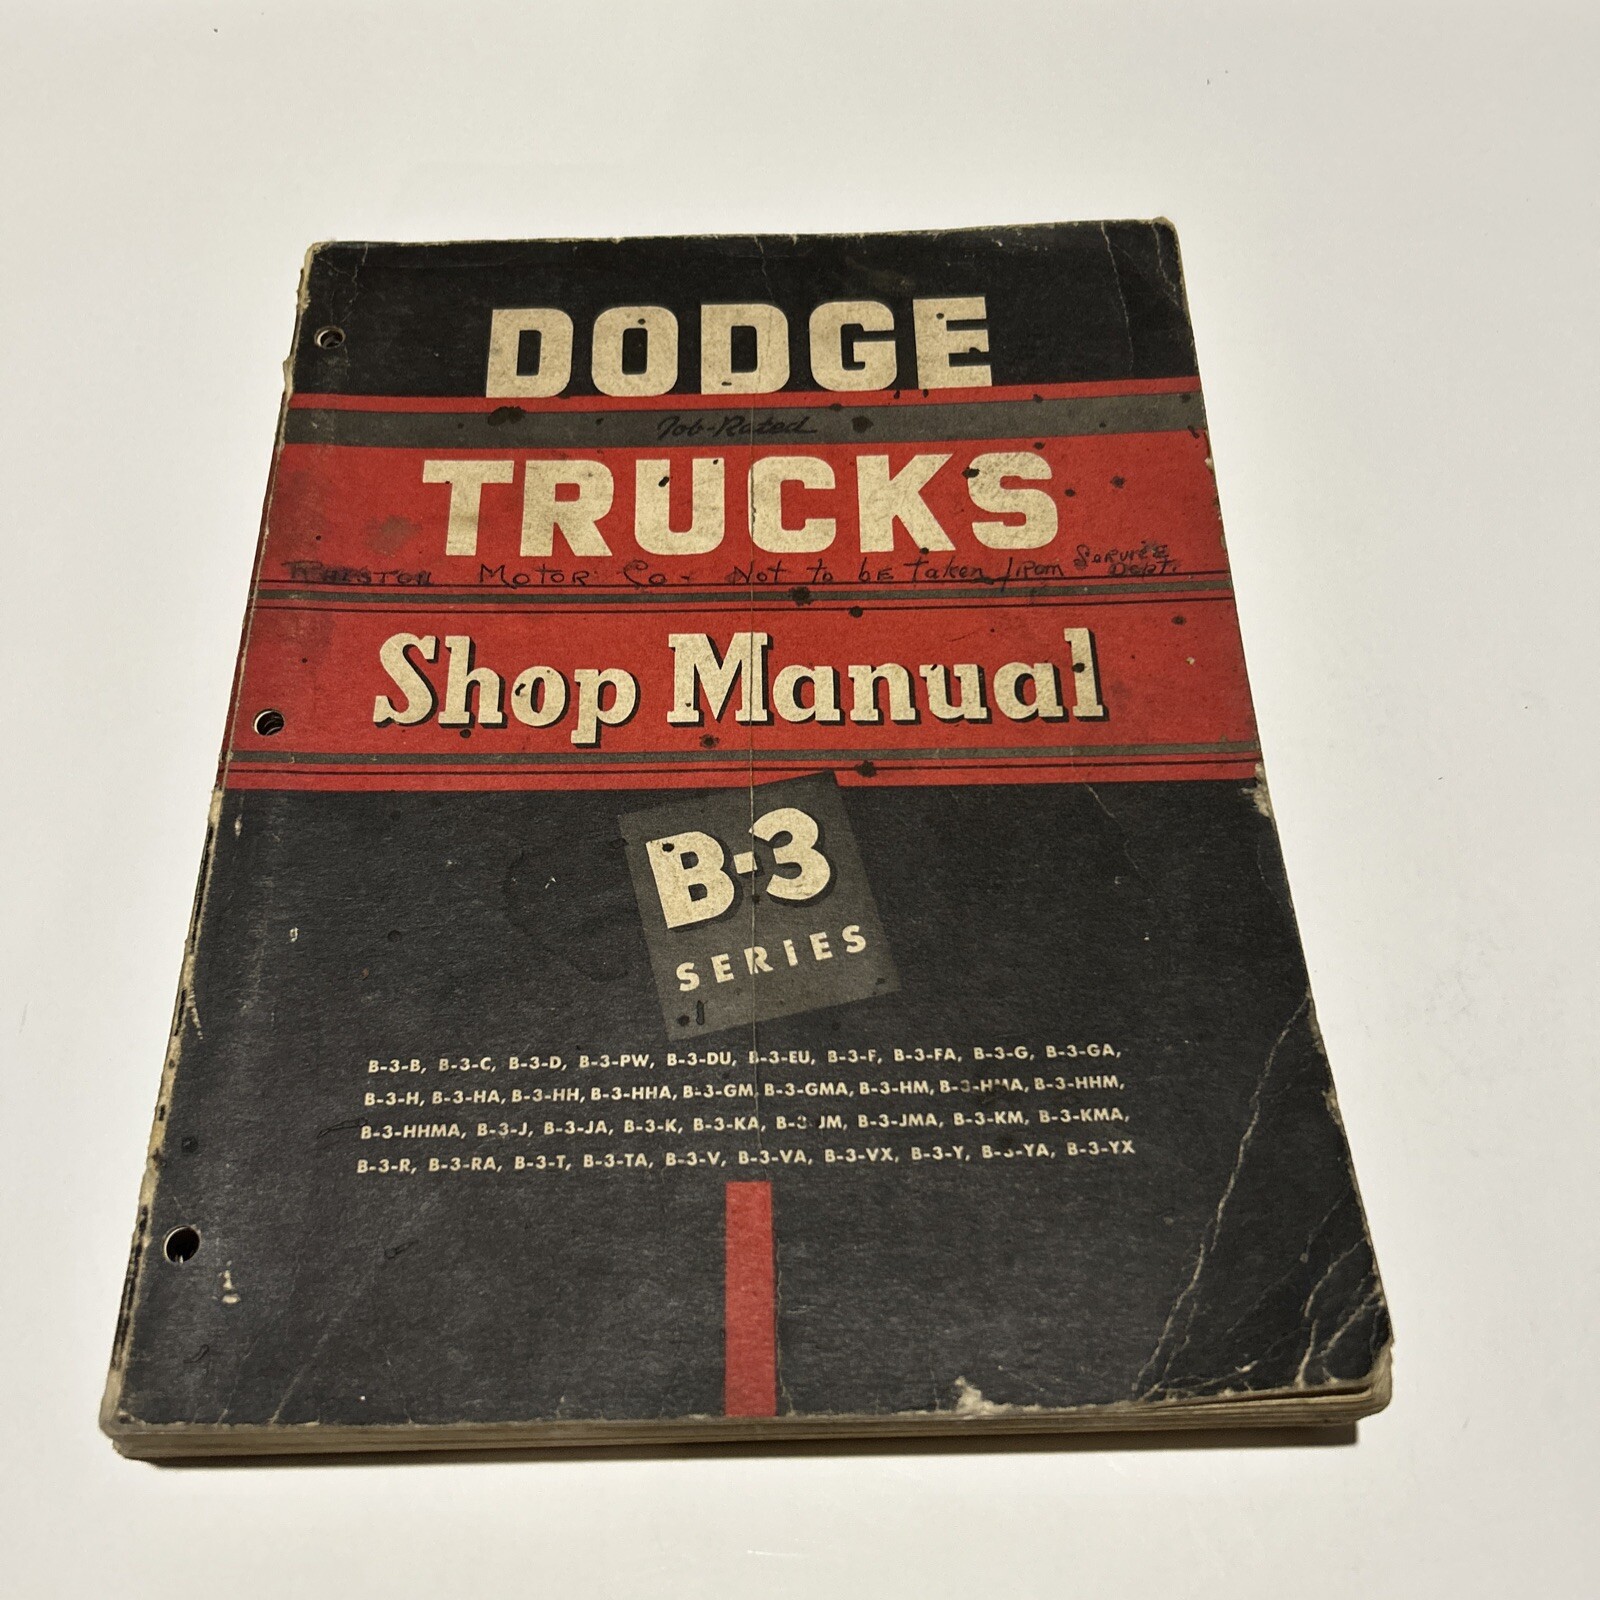 DODGE
Job-Rated
TRUCKS
Motor Co - Not to be taken from Service Dept.
Shop Manual
B-3
SERIES
B-3-B, B-3-C, B-3-D, B-3-PW, B-3-DU, B-3-EU, B-3-F, B-3-FA, B-3-G, B-3-GA,
B-3-H, B-3-HA, B-3-HH, B-3-HHA, B-3-GM, B-3-GMA, B-3-HM, B-3-HMA, B-3-HHM,
B-3-HHMA, B-3-J, B-3-JA, B-3-K, B-3-KA, B-3-JM, B-3-JMA, B-3-KM, B-3-KMA,
B-3-R, B-3-RA, B-3-T, B-3-TA, B-3-V, B-3-VA, B-3-VX, B-3-Y, B-3-YA, B-3-YX